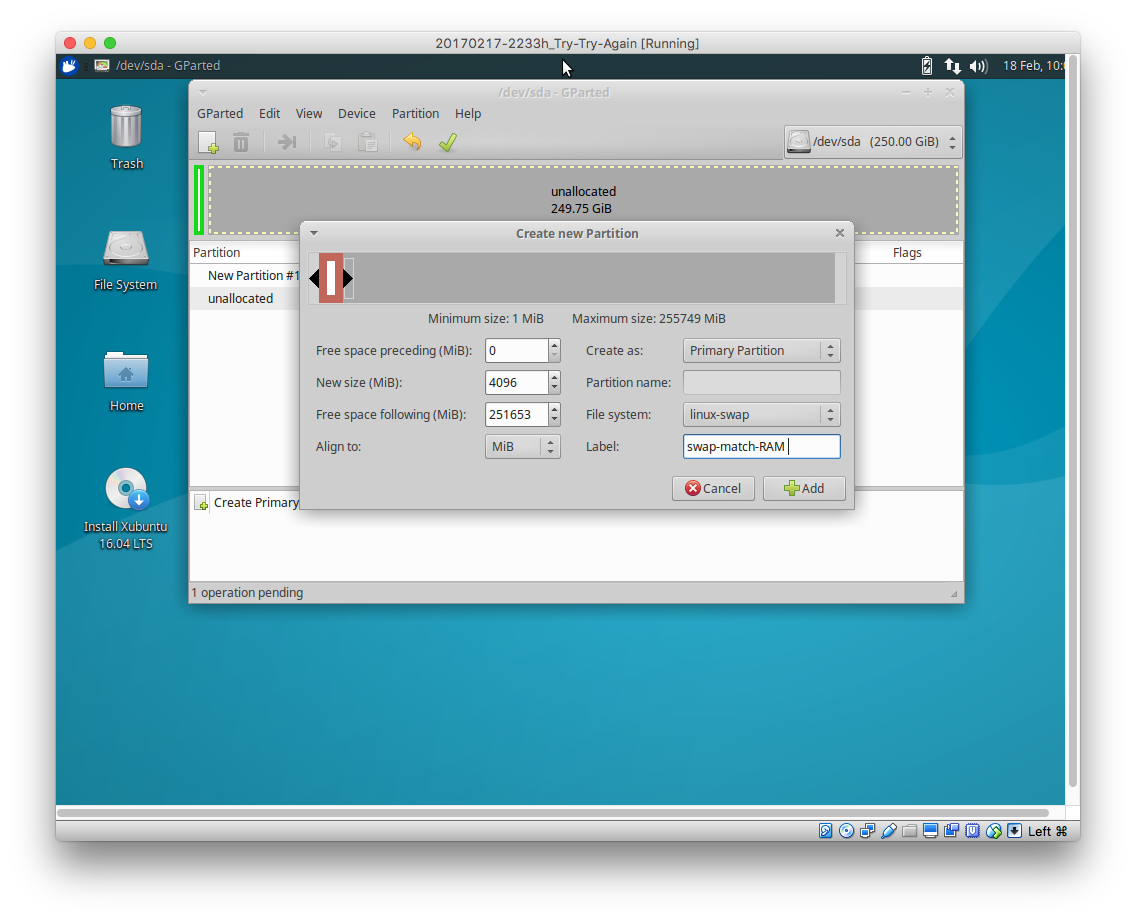 20170217-2233h_Try-Try-Again [Running]
/dev/sda - GParted
18 Feb, 10:
/dev/sda - GParted
GParted Edit View Device Partition Help
/dev/sda (250.00 GiB)
unallocated
249.75 GiB
Partition
Flags
New Partition #1
unallocated
Create new Partition
Minimum size: 1 MiB Maximum size: 255749 MiB
Free space preceding (MiB): 0 Create as: Primary Partition
New size (MiB): 4096 Partition name:
Free space following (MiB): 251653 File system: linux-swap
Align to: MiB Label: swap-match-RAM
Cancel Add
Create Primary
1 operation pending
Trash
File System
Home
Install Xubuntu
16.04 LTS
Left ⌘